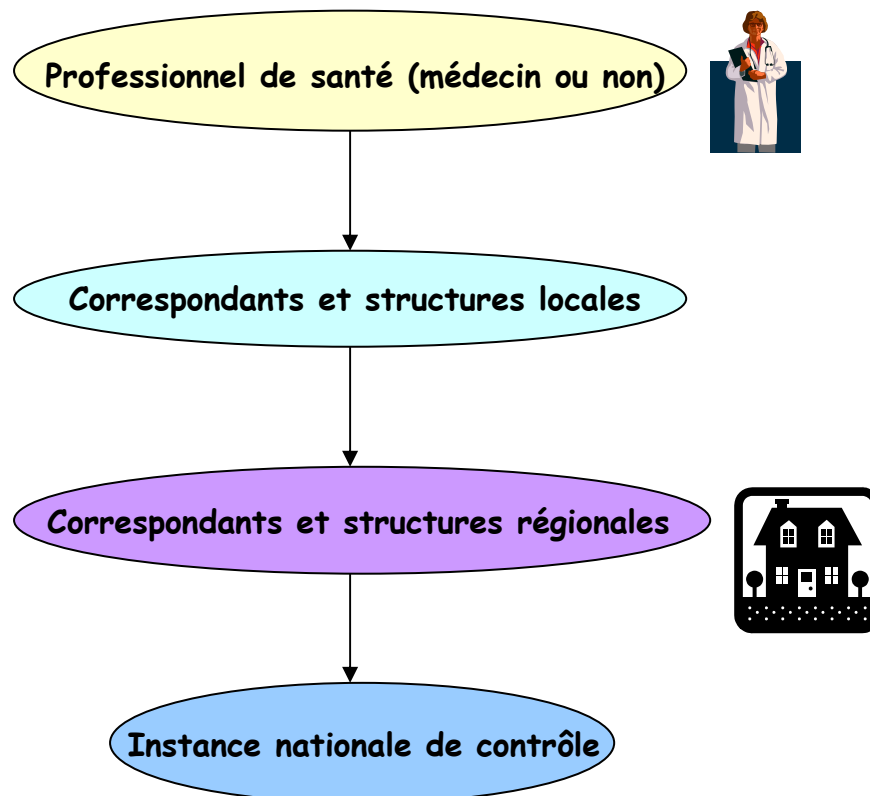 Professionnel de santé (médecin ou non)
Correspondants et structures locales
Correspondants et structures régionales
Instance nationale de contrôle